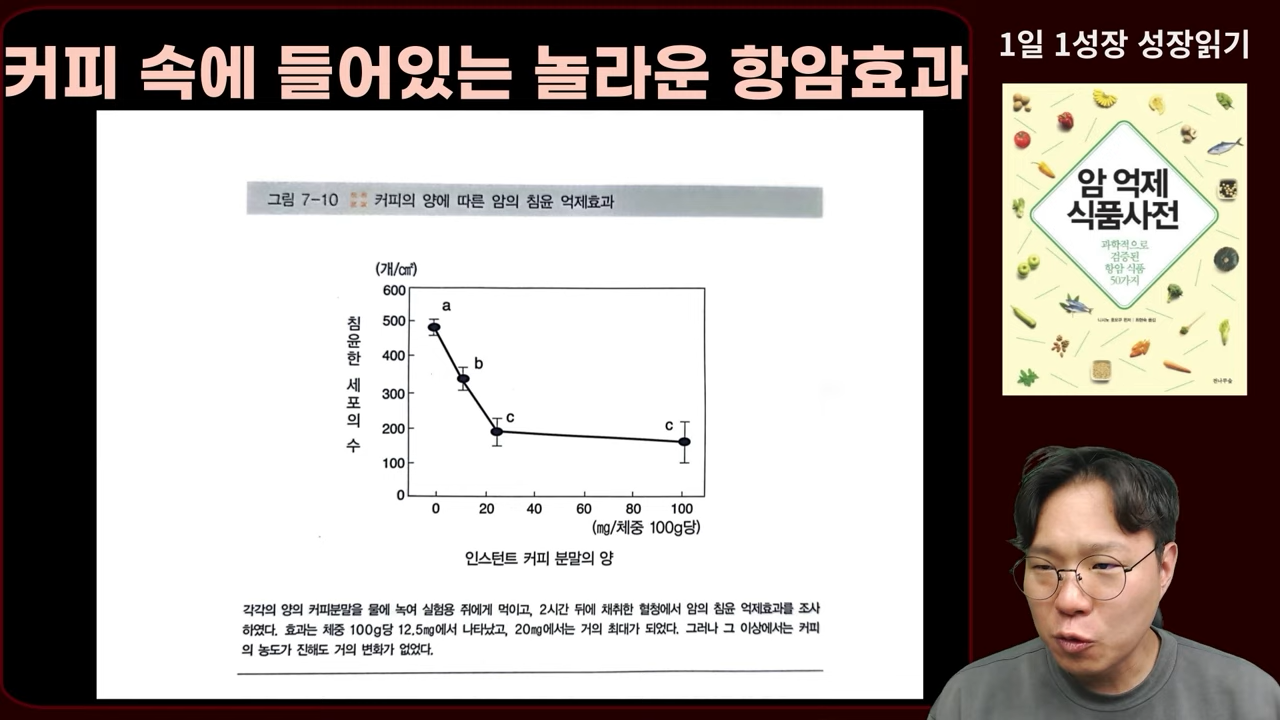 커피 속에 들어있는 놀라운 항암효과
1일 1성장 성장읽기
그림 7-10 커피의 양에 따른 암의 침윤 억제효과
(개/㎠)
침윤한 세포의 수
600
500
400
300
200
100
0
a
b
c
c
0 20 40 60 80 100
(㎎/체중 100g당)
인스턴트 커피 분말의 양
각각의 양의 커피분말을 물에 녹여 실험용 쥐에게 먹이고, 2시간 뒤에 채취한 혈청에서 암의 침윤 억제효과를 조사
하였다. 효과는 체중 100g당 12.5㎎에서 나타났고, 20㎎에서는 거의 최대가 되었다. 그러나 그 이상에서는 커피
의 농도가 진해도 거의 변화가 없었다.
암 억제
식품사전
과학적으로
검증된
항암 식품
50가지
전나무숲